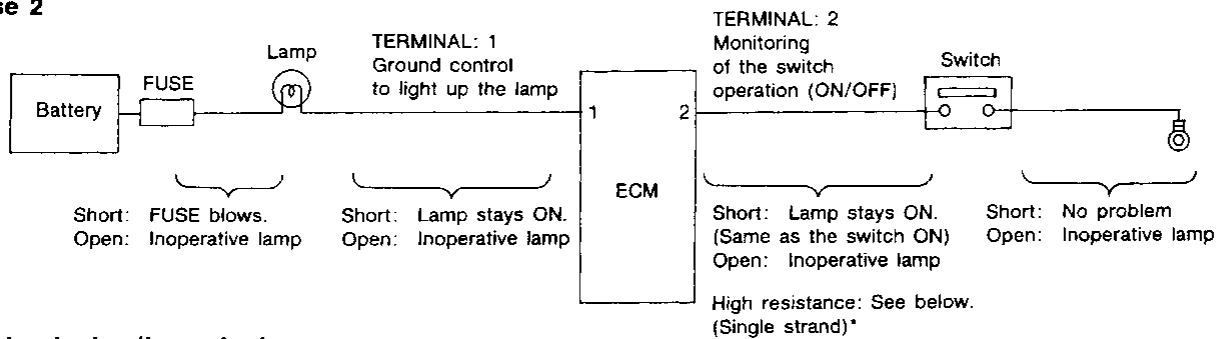 se 2
Battery
FUSE
Lamp
TERMINAL: 1
Ground control
to light up the lamp
1
ECM
2
TERMINAL: 2
Monitoring
of the switch
operation (ON/OFF)
Switch
Short: FUSE blows.
Open: Inoperative lamp
Short: Lamp stays ON.
Open: Inoperative lamp
Short: Lamp stays ON.
(Same as the switch ON)
Open: Inoperative lamp
High resistance: See below.
(Single strand)*
Short: No problem
Open: Inoperative lamp